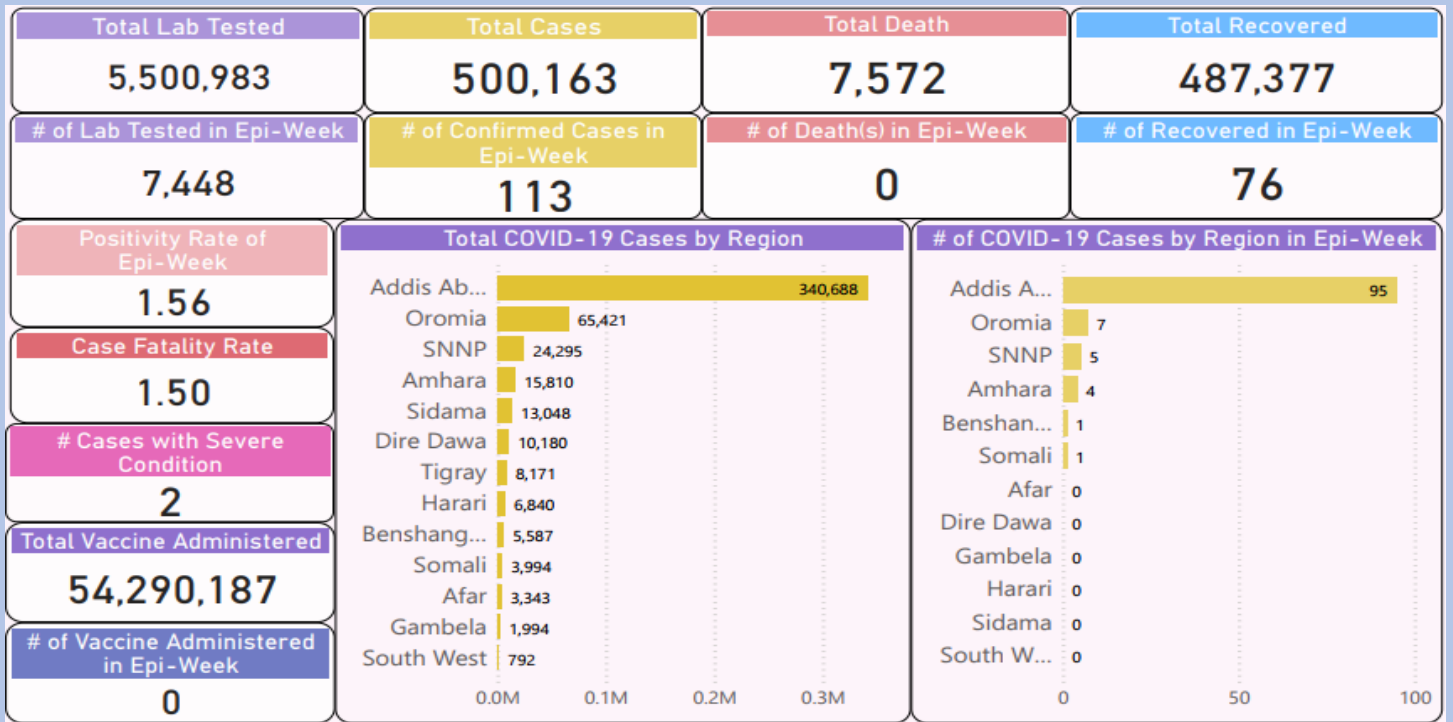 Total Lab Tested
5,500,983
Total Cases
500,163
Total Death
7,572
Total Recovered
487,377
# of Lab Tested in Epi-Week
7,448
# of Confirmed Cases in
Epi-Week
113
# of Death(s) in Epi-Week
0
# of Recovered in Epi-Week
76
Positivity Rate of
Epi-Week
1.56
Case Fatality Rate
1.50
# Cases with Severe
Condition
2
Total Vaccine Administered
54,290,187
# of Vaccine Administered
in Epi-Week
0
Total COVID-19 Cases by Region
Addis Ab... 340,688
Oromia 65,421
SNNP 24,295
Amhara 15,810
Sidama 13,048
Dire Dawa 10,180
Tigray 8,171
Harari 6,840
Benshang... 5,587
Somali 3,994
Afar 3,343
Gambela 1,994
South West 792
0.0M 0.1M 0.2M 0.3M
# of COVID-19 Cases by Region in Epi-Week
Addis A... 95
Oromia 7
SNNP 5
Amhara 4
Benshan... 1
Somali 1
Afar 0
Dire Dawa 0
Gambela 0
Harari 0
Sidama 0
South W... 0
0 50 100